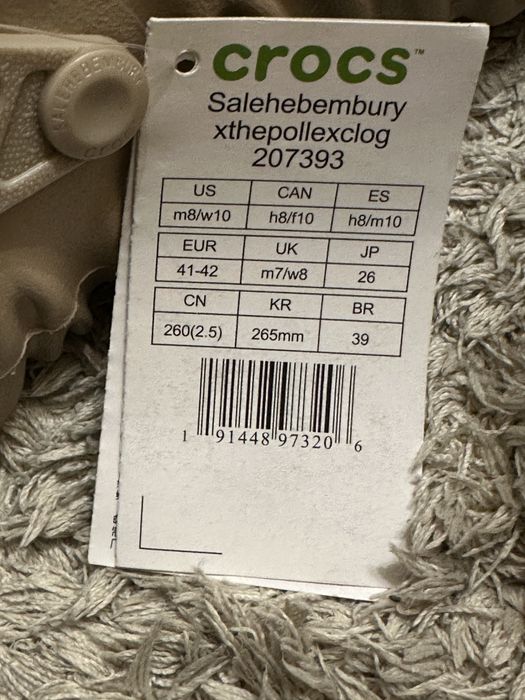 crocs™
Salehebembury
xthepollexclog
207393
US CAN ES
m8/w10 h8/f10 h8/m10
EUR UK JP
41-42 m7/w8 26
CN KR BR
260(2.5) 265mm 39
1 91448 97320 6